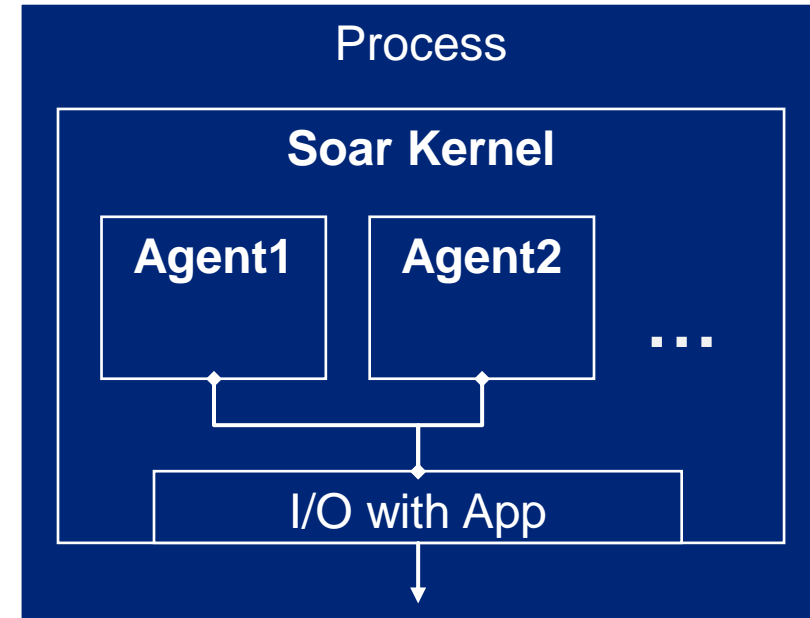 Process
Soar Kernel
Agent1 Agent2
...
I/O with App